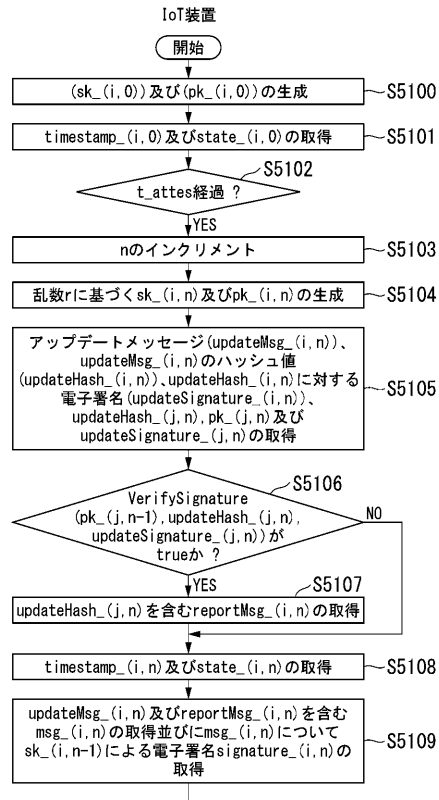 IoT装置
開始
(sk_(i,0))及び(pk_(i,0))の生成
S5100
timestamp_(i,0)及びstate_(i,0)の取得
S5101
S5102
t_attes経過 ?
YES
nのインクリメント
S5103
乱数rに基づくsk_(i,n)及びpk_(i,n)の生成
S5104
アップデートメッセージ(updateMsg_(i,n))、
updateMsg_(i,n)のハッシュ値
(updateHash_(i,n))、updateHash_(i,n)に対する
電子署名(updateSignature_(i,n))、
updateHash_(j,n),pk_(j,n)及び
updateSignature_(j,n)の取得
S5105
S5106
VerifySignature
(pk_(j,n-1),updateHash_(j,n),
updateSignature_(j,n))が
trueか ?
NO
YES
S5107
updateHash_(j,n)を含むreportMsg_(i,n)の取得
timestamp_(i,n)及びstate_(i,n)の取得
S5108
updateMsg_(i,n)及びreportMsg_(i,n)を含む
msg_(i,n)の取得並びにmsg_(i,n)について
sk_(i,n-1)による電子署名signature_(i,n)の
取得
S5109